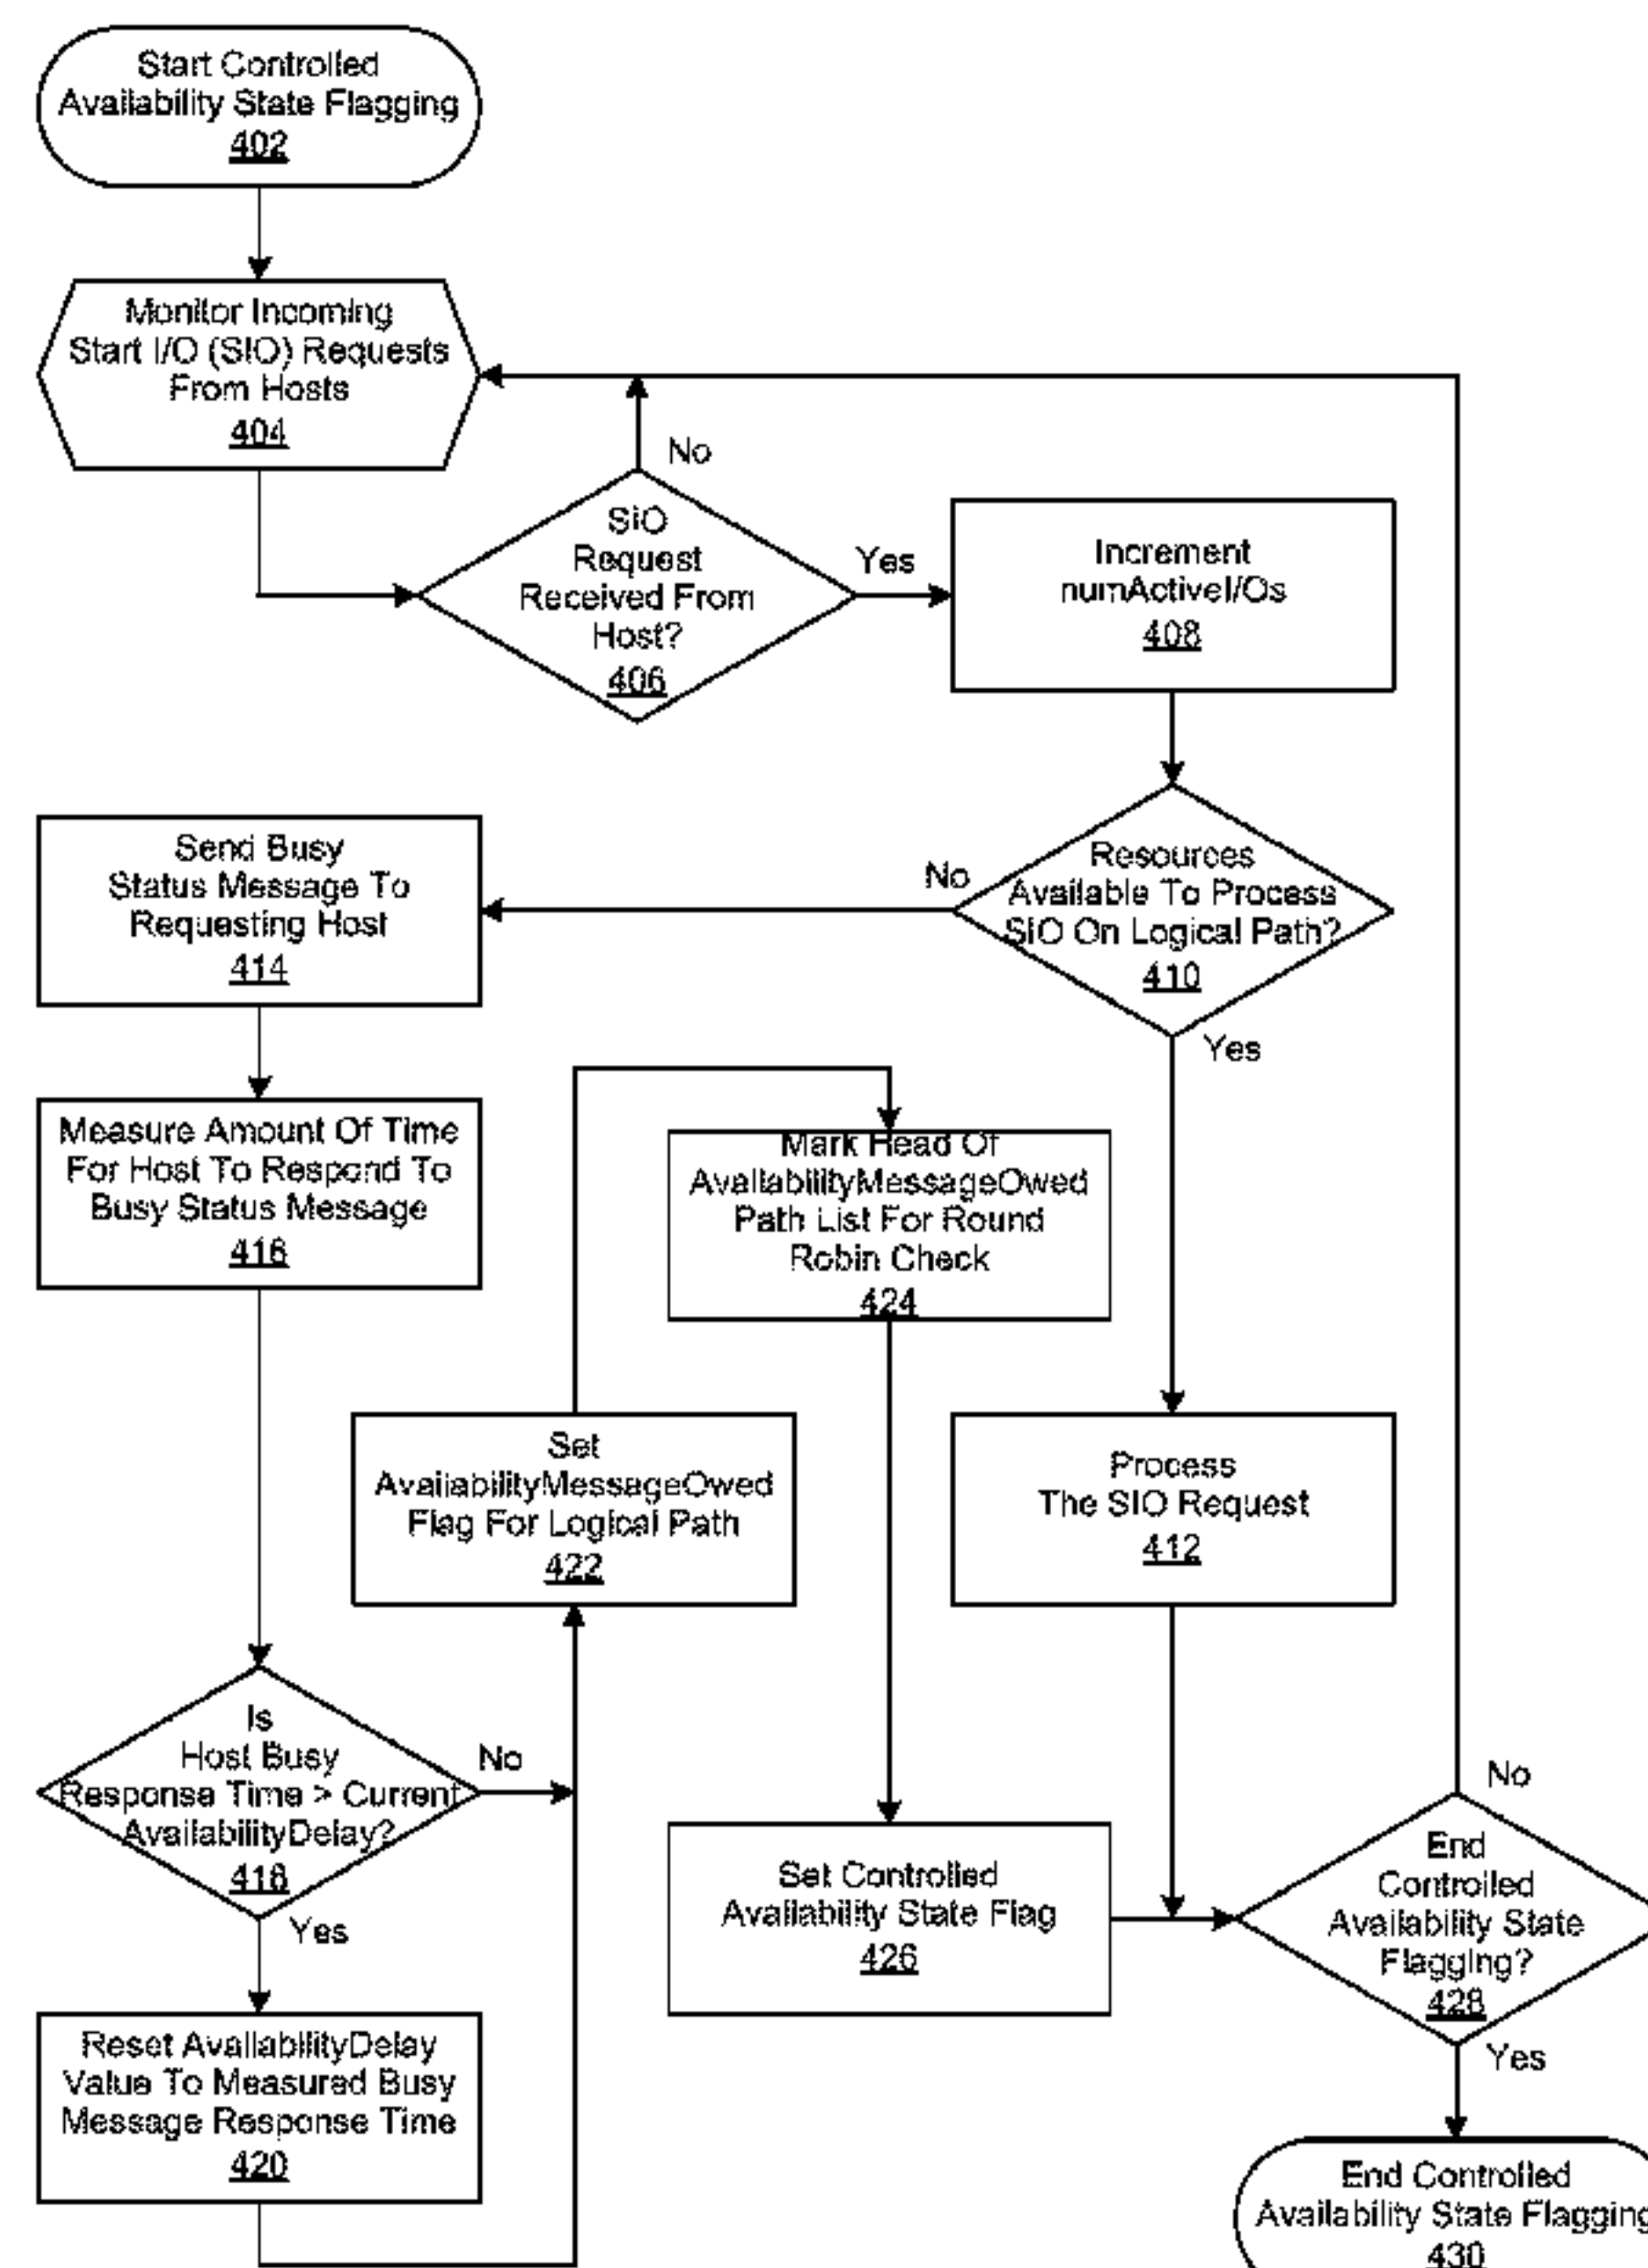 Start Controlled
Availability State Flagging
402
Monitor Incoming
Start I/O (SIO) Requests
From Hosts
404
No
SIO
Request
Received From
Host?
406
Yes
Increment
numActiveI/Os
408
Resources
Available To Process
SIO On Logical Path?
410
No
Yes
Send Busy
Status Message To
Requesting Host
414
Measure Amount Of Time
For Host To Respond To
Busy Status Message
416
Mark Head Of
AvailabilityMessageOwed
Path List For Round
Robin Check
424
Set
AvailabilityMessageOwed
Flag For Logical Path
422
Process
The SIO Request
412
Is
Host Busy
Response Time > Current
AvailabilityDelay?
418
No
Yes
Set Controlled
Availability State Flag
426
No
End
Controlled
Availability State
Flagging?
428
Yes
Reset AvailabilityDelay
Value To Measured Busy
Message Response Time
420
End Controlled
Availability State Flagging
430